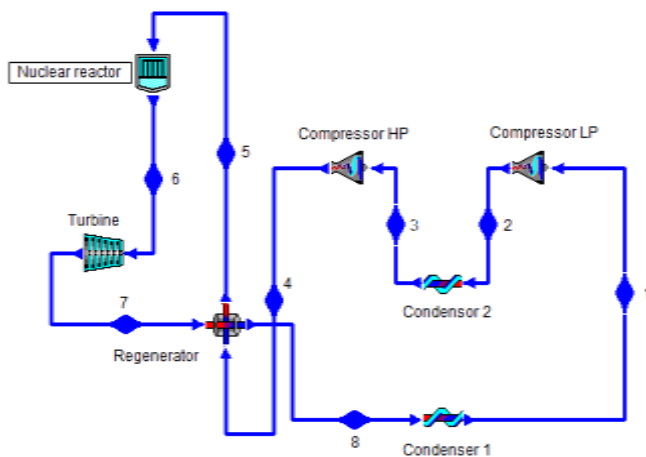 Nuclear reactor
Compressor HP
Compressor LP
5
6
3
2
Turbine
4
1
7
Condensor 2
Regenerator
8
Condenser 1